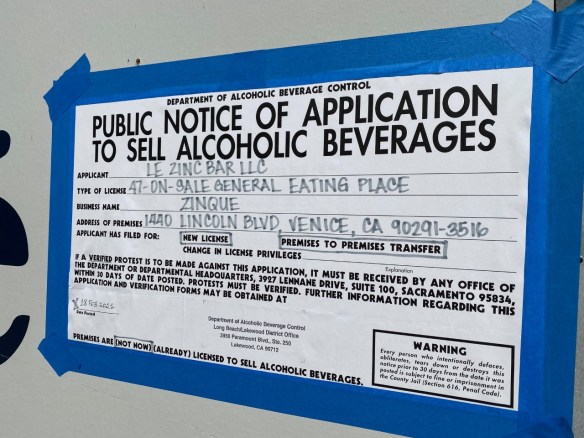 DEPARTMENT OF ALCOHOLIC BEVERAGE CONTROL
PUBLIC NOTICE OF APPLICATION
TO SELL ALCOHOLIC BEVERAGES
APPLICANT LE ZINC BAR LLC
TYPE OF LICENSE 47-ON-SALE GENERAL EATING PLACE
BUSINESS NAME ZINQUE
ADDRESS OF PREMISES 1440 LINCOLN BLVD, VENICE, CA 90291-3516
APPLICANT HAS FILED FOR: NEW LICENSE PREMISES TO PREMISES TRANSFER
CHANGE IN LICENSE PRIVILEGES
Explanation
IF A VERIFIED PROTEST IS TO BE MADE AGAINST THIS APPLICATION, IT MUST BE RECEIVED BY ANY OFFICE OF
THE DEPARTMENT OR DEPARTMENTAL HEADQUARTERS, 3927 LENNANE DRIVE, SUITE 100, SACRAMENTO 95834,
WITHIN 30 DAYS OF DATE POSTED. PROTESTS MUST BE VERIFIED. FURTHER INFORMATION REGARDING THIS
APPLICATION AND VERIFICATION FORMS MAY BE OBTAINED AT
Date Posted
Department of Alcoholic Beverage Control
Long Beach/Lakewood District Office
3950 Paramount Blvd., Ste. 250
Lakewood, CA 90712
PREMISES ARE (NOT NOW) (ALREADY) LICENSED TO SELL ALCOHOLIC BEVERAGES.
WARNING
Every person who intentionally defaces,
obliterates, tears down or destroys this
notice prior to 30 days from the date it was
posted is subject to fine or imprisonment in
the County Jail (Section 616, Penal Code).